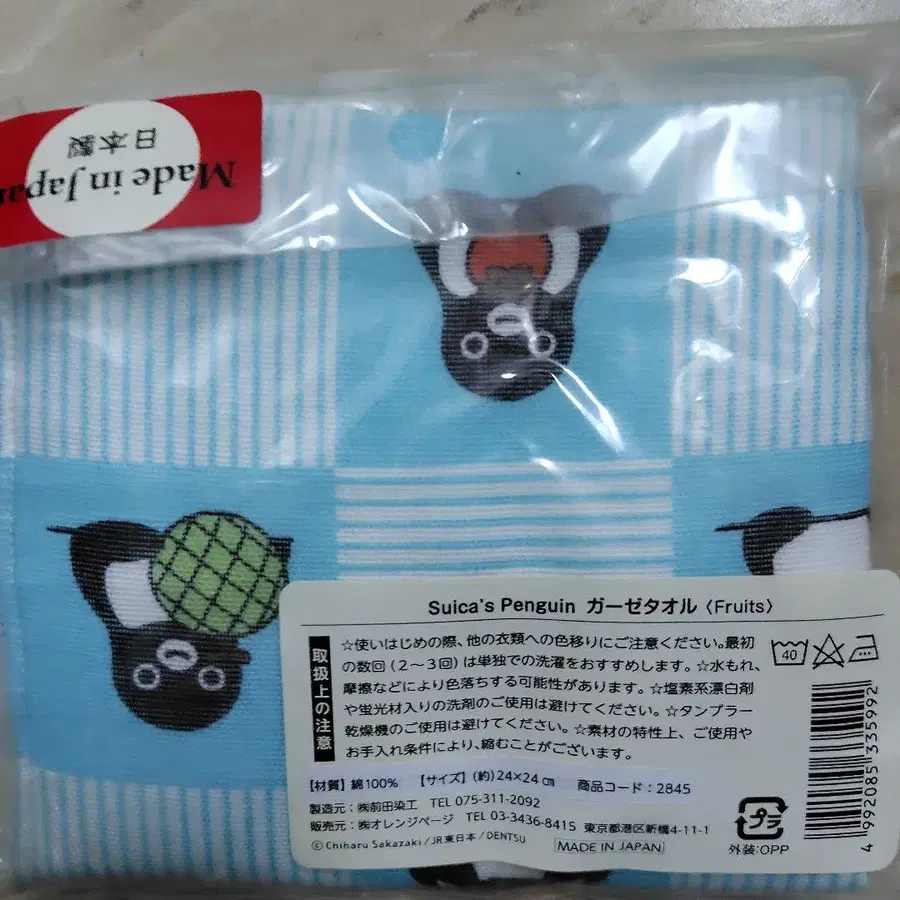 日本製
Made in Japan
Suica's Penguin ガーゼタオル〈Fruits〉
取扱上の注意
☆使いはじめの際、他の衣類への色移りにご注意ください。最初
の数回(2〜3回)は単独での洗濯をおすすめします。☆水もれ、
摩擦などにより色落ちする可能性があります。☆塩素系漂白剤
や蛍光材入りの洗剤のご使用は避けてください。☆タンブラー
乾燥機のご使用は避けてください。☆素材の特性上、ご使用や
お手入れ条件により、縮むことがございます。
40
【材質】綿100% 【サイズ】(約)24×24㎝ 商品コード:2845
製造元:㈱前田染工 TEL 075-311-2092
販売元:㈱オレンジページ TEL 03-3436-8415 東京都港区新橋4-11-1
©Chiharu Sakazaki/JR東日本/DENTSU
MADE IN JAPAN
プラ
外装:OPP
4992085335992